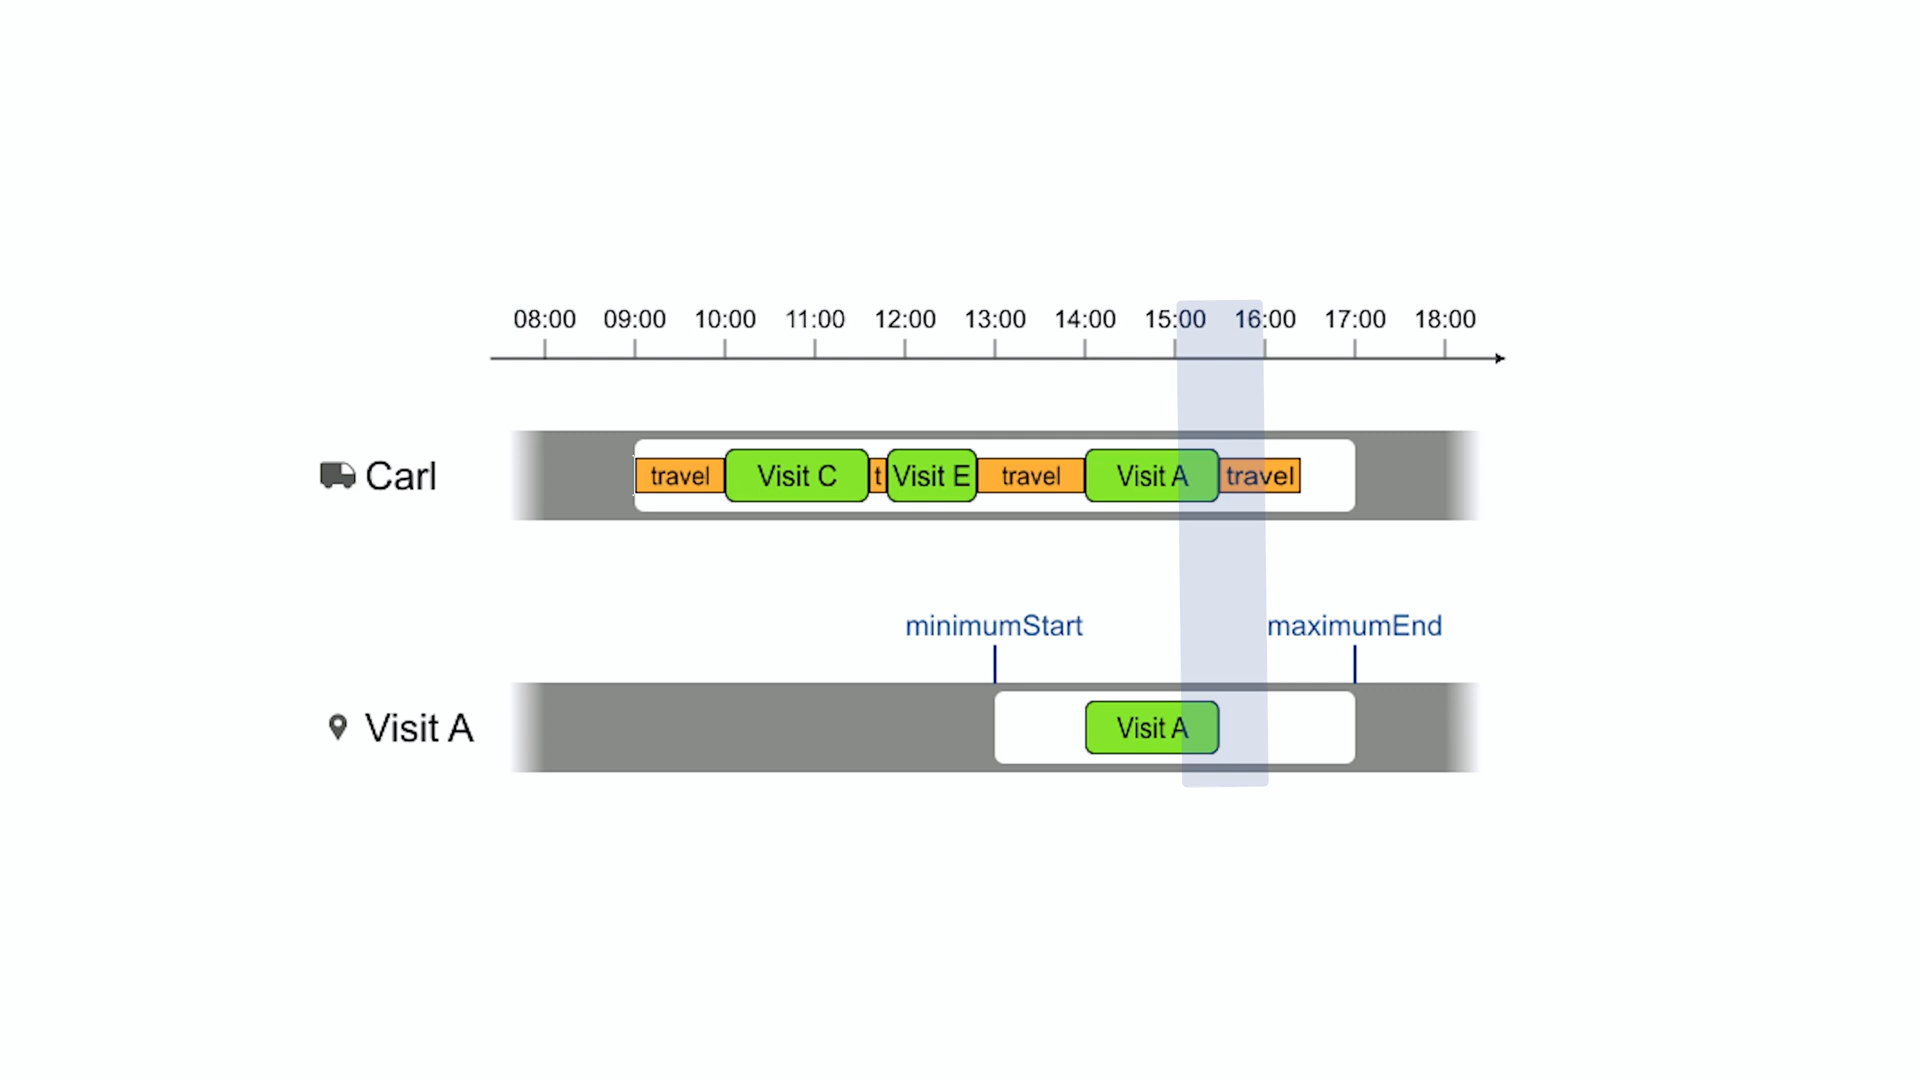 08:00 09:00 10:00 11:00 12:00 13:00 14:00 15:00 16:00 17:00 18:00
Carl travel Visit C t Visit E travel Visit A travel
minimumStart maximumEnd
Visit A Visit A